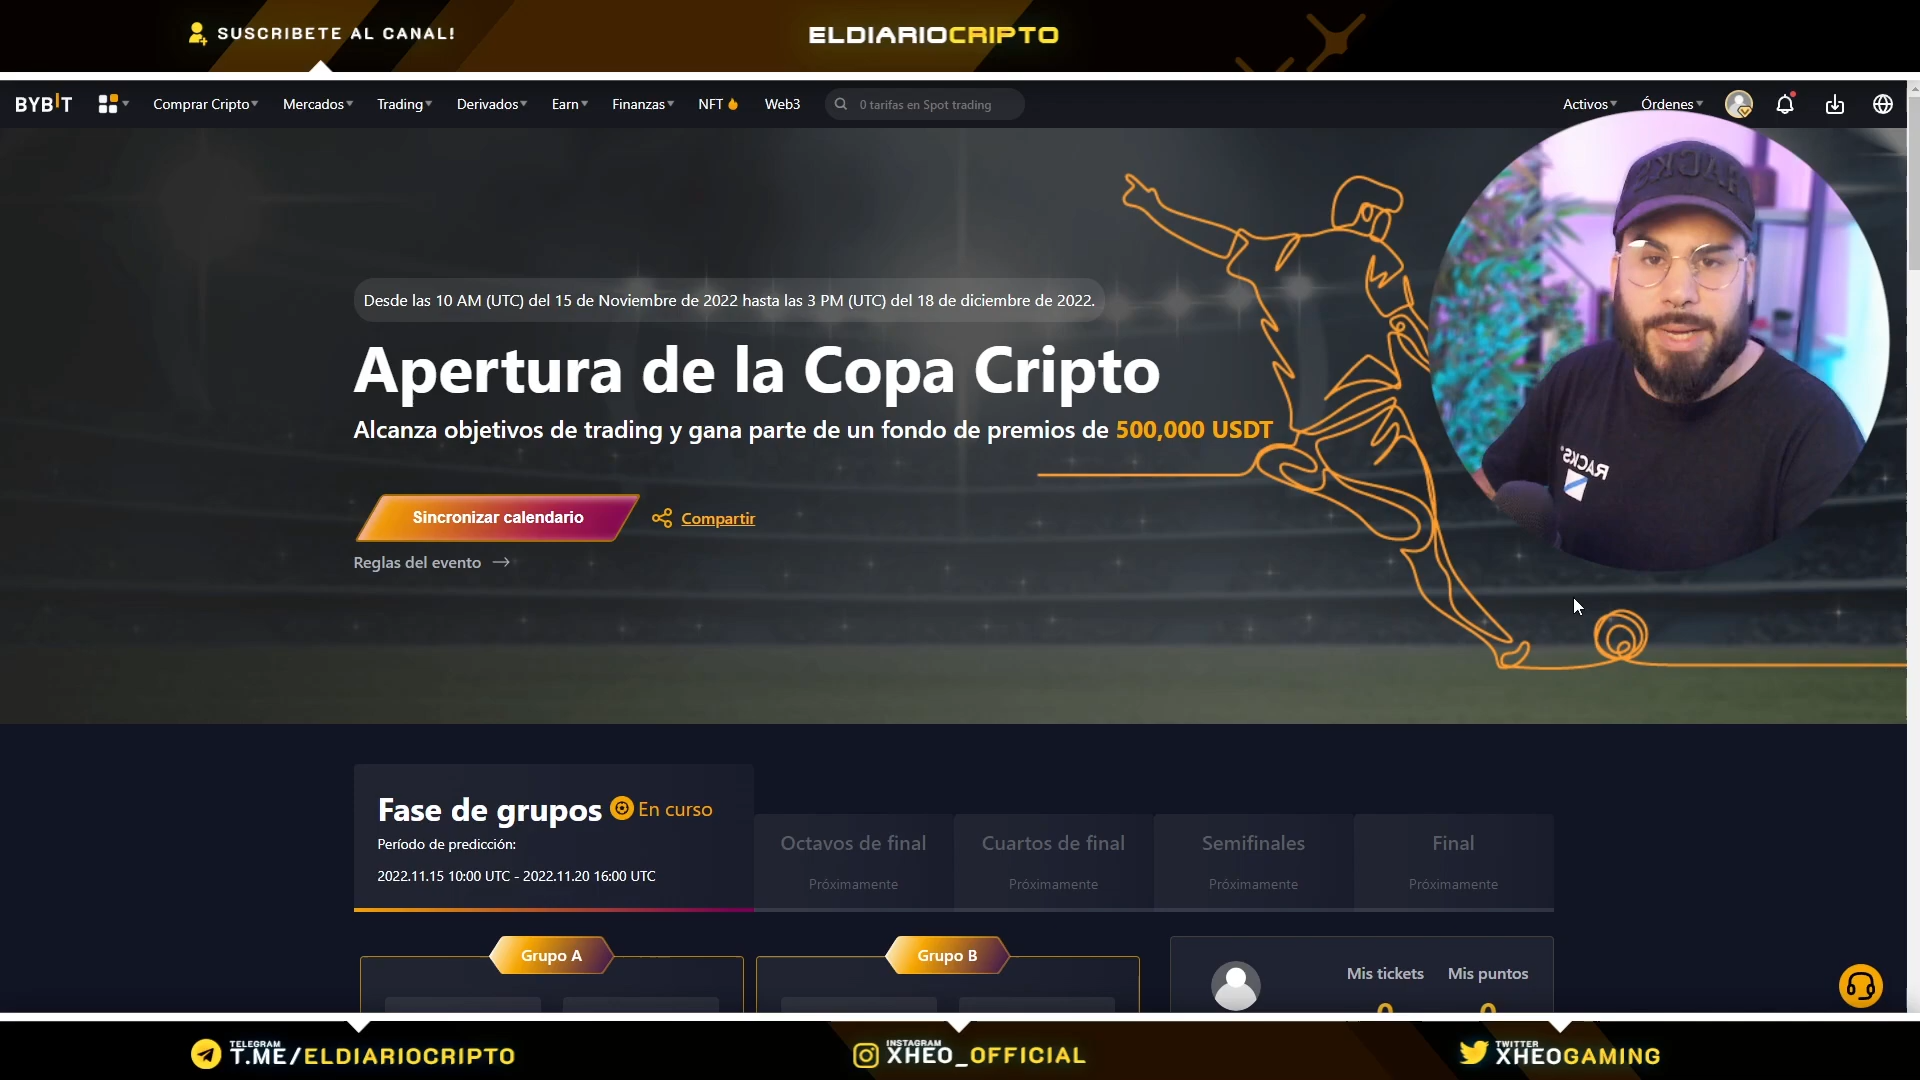 SUSCRIBETE AL CANAL!
ELDIARIOCRIPTO
BYBIT
Comprar Cripto
Mercados
Trading
Derivados
Earn
Finanzas
NFT
Web3
0 tarifas en Spot trading
Activos
Órdenes
RACKS
RACKS
Desde las 10 AM (UTC) del 15 de Noviembre de 2022 hasta las 3 PM (UTC) del 18 de diciembre de 2022.
Apertura de la Copa Cripto
Alcanza objetivos de trading y gana parte de un fondo de premios de 500,000 USDT
Sincronizar calendario
Compartir
Reglas del evento
Fase de grupos
En curso
Período de predicción:
2022.11.15 10:00 UTC - 2022.11.20 16:00 UTC
Octavos de final
Próximamente
Cuartos de final
Próximamente
Semifinales
Próximamente
Final
Próximamente
Grupo A
Grupo B
Mis tickets
Mis puntos
0
0
TELEGRAM
T.ME/ELDIARIOCRIPTO
INSTAGRAM
XHEO_OFFICIAL
TWITTER
XHEOGAMING